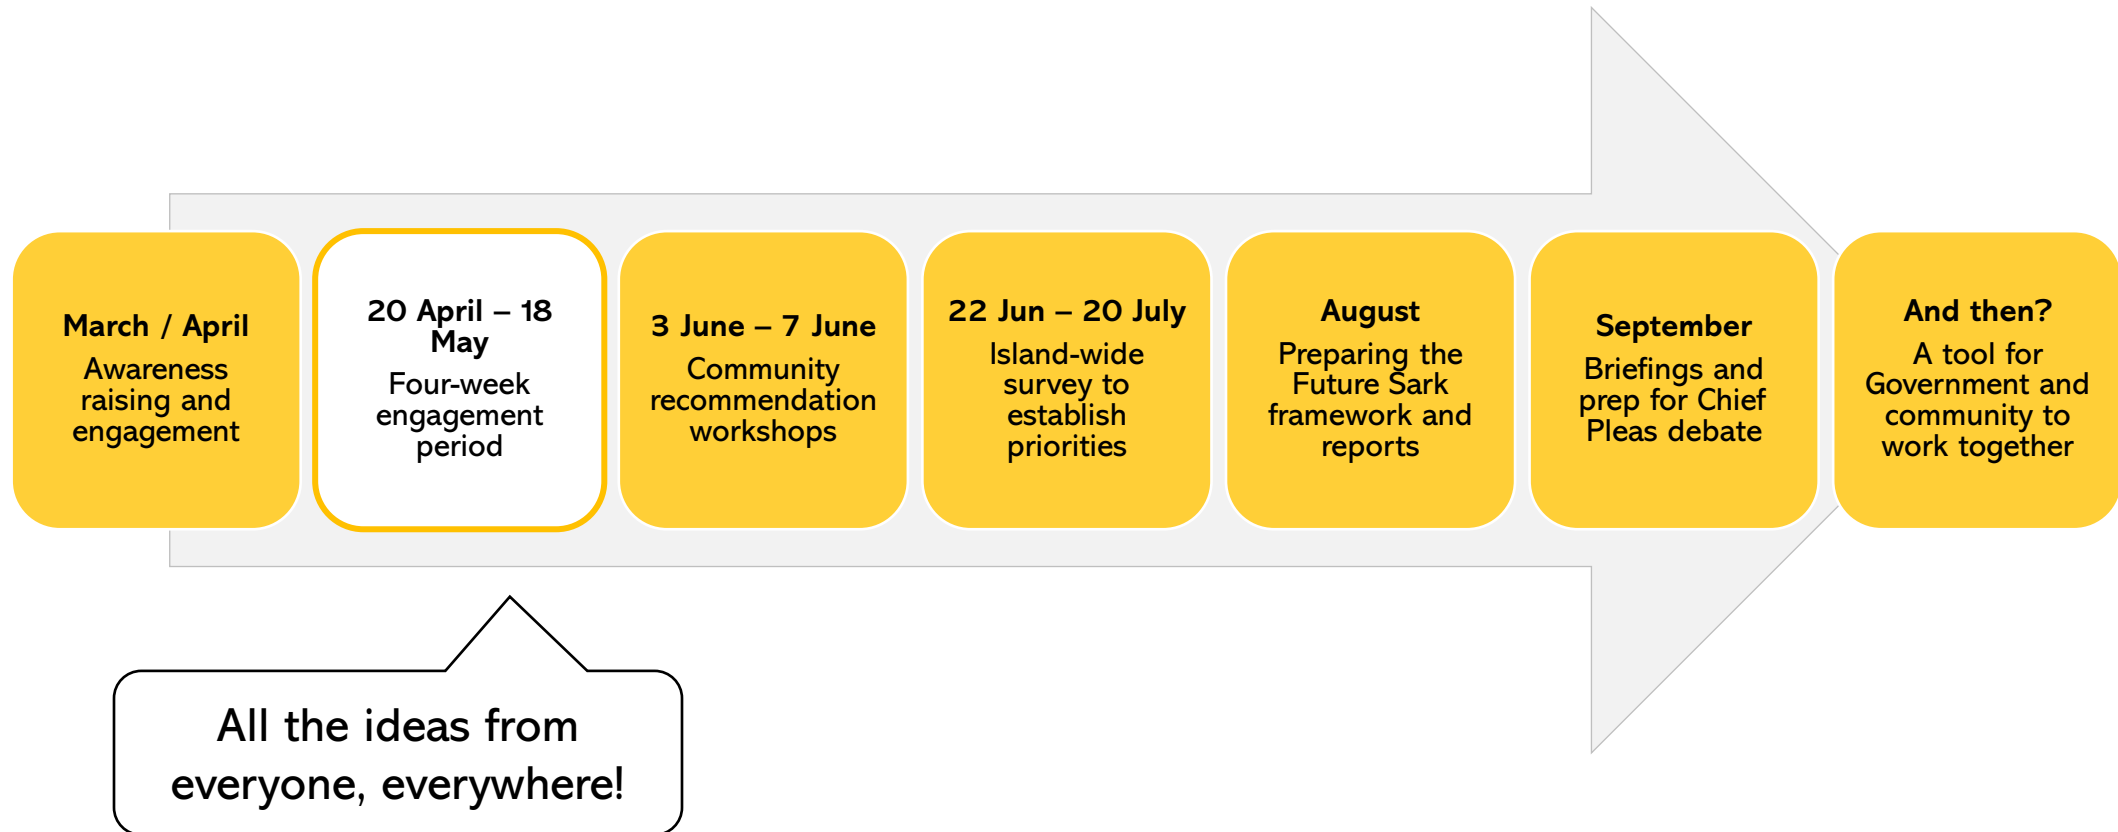 March / April
Awareness
raising and
engagement
20 April – 18
May
Four-week
engagement
period
3 June – 7 June
Community
recommendation
workshops
22 Jun – 20 July
Island-wide
survey to
establish
priorities
August
Preparing the
Future Sark
framework and
reports
September
Briefings and
prep for Chief
Pleas debate
And then?
A tool for
Government and
community to
work together
All the ideas from
everyone, everywhere!